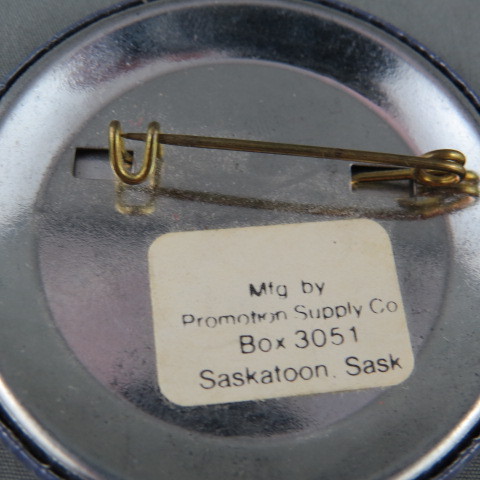 Mfg by
Promotion Supply Co
Box 3051
Saskatoon. Sask